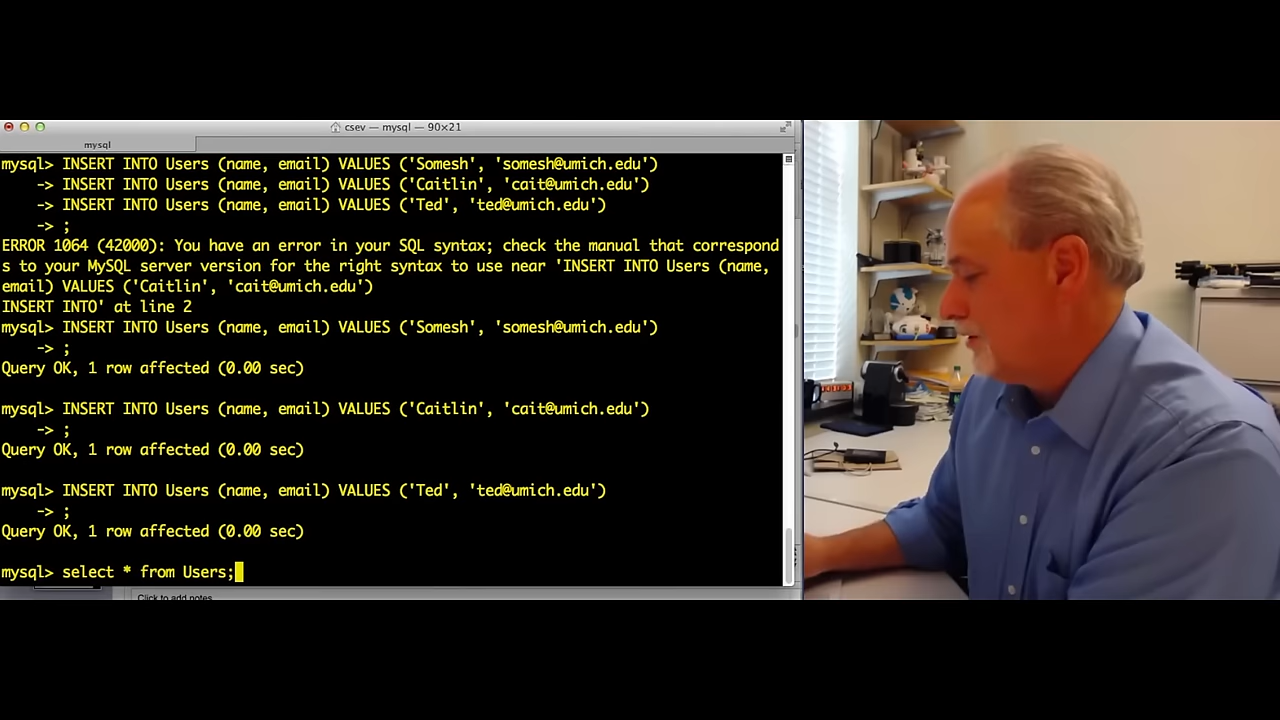 csev — mysql — 90×21
mysql
mysql> INSERT INTO Users (name, email) VALUES ('Somesh', 'somesh@umich.edu')
    -> INSERT INTO Users (name, email) VALUES ('Caitlin', 'cait@umich.edu')
    -> INSERT INTO Users (name, email) VALUES ('Ted', 'ted@umich.edu')
    -> ;
ERROR 1064 (42000): You have an error in your SQL syntax; check the manual that correspond
s to your MySQL server version for the right syntax to use near 'INSERT INTO Users (name,
email) VALUES ('Caitlin', 'cait@umich.edu')
INSERT INTO' at line 2
mysql> INSERT INTO Users (name, email) VALUES ('Somesh', 'somesh@umich.edu')
    -> ;
Query OK, 1 row affected (0.00 sec)
mysql> INSERT INTO Users (name, email) VALUES ('Caitlin', 'cait@umich.edu')
    -> ;
Query OK, 1 row affected (0.00 sec)
mysql> INSERT INTO Users (name, email) VALUES ('Ted', 'ted@umich.edu')
    -> ;
Query OK, 1 row affected (0.00 sec)
mysql> select * from Users;
Click to add notes